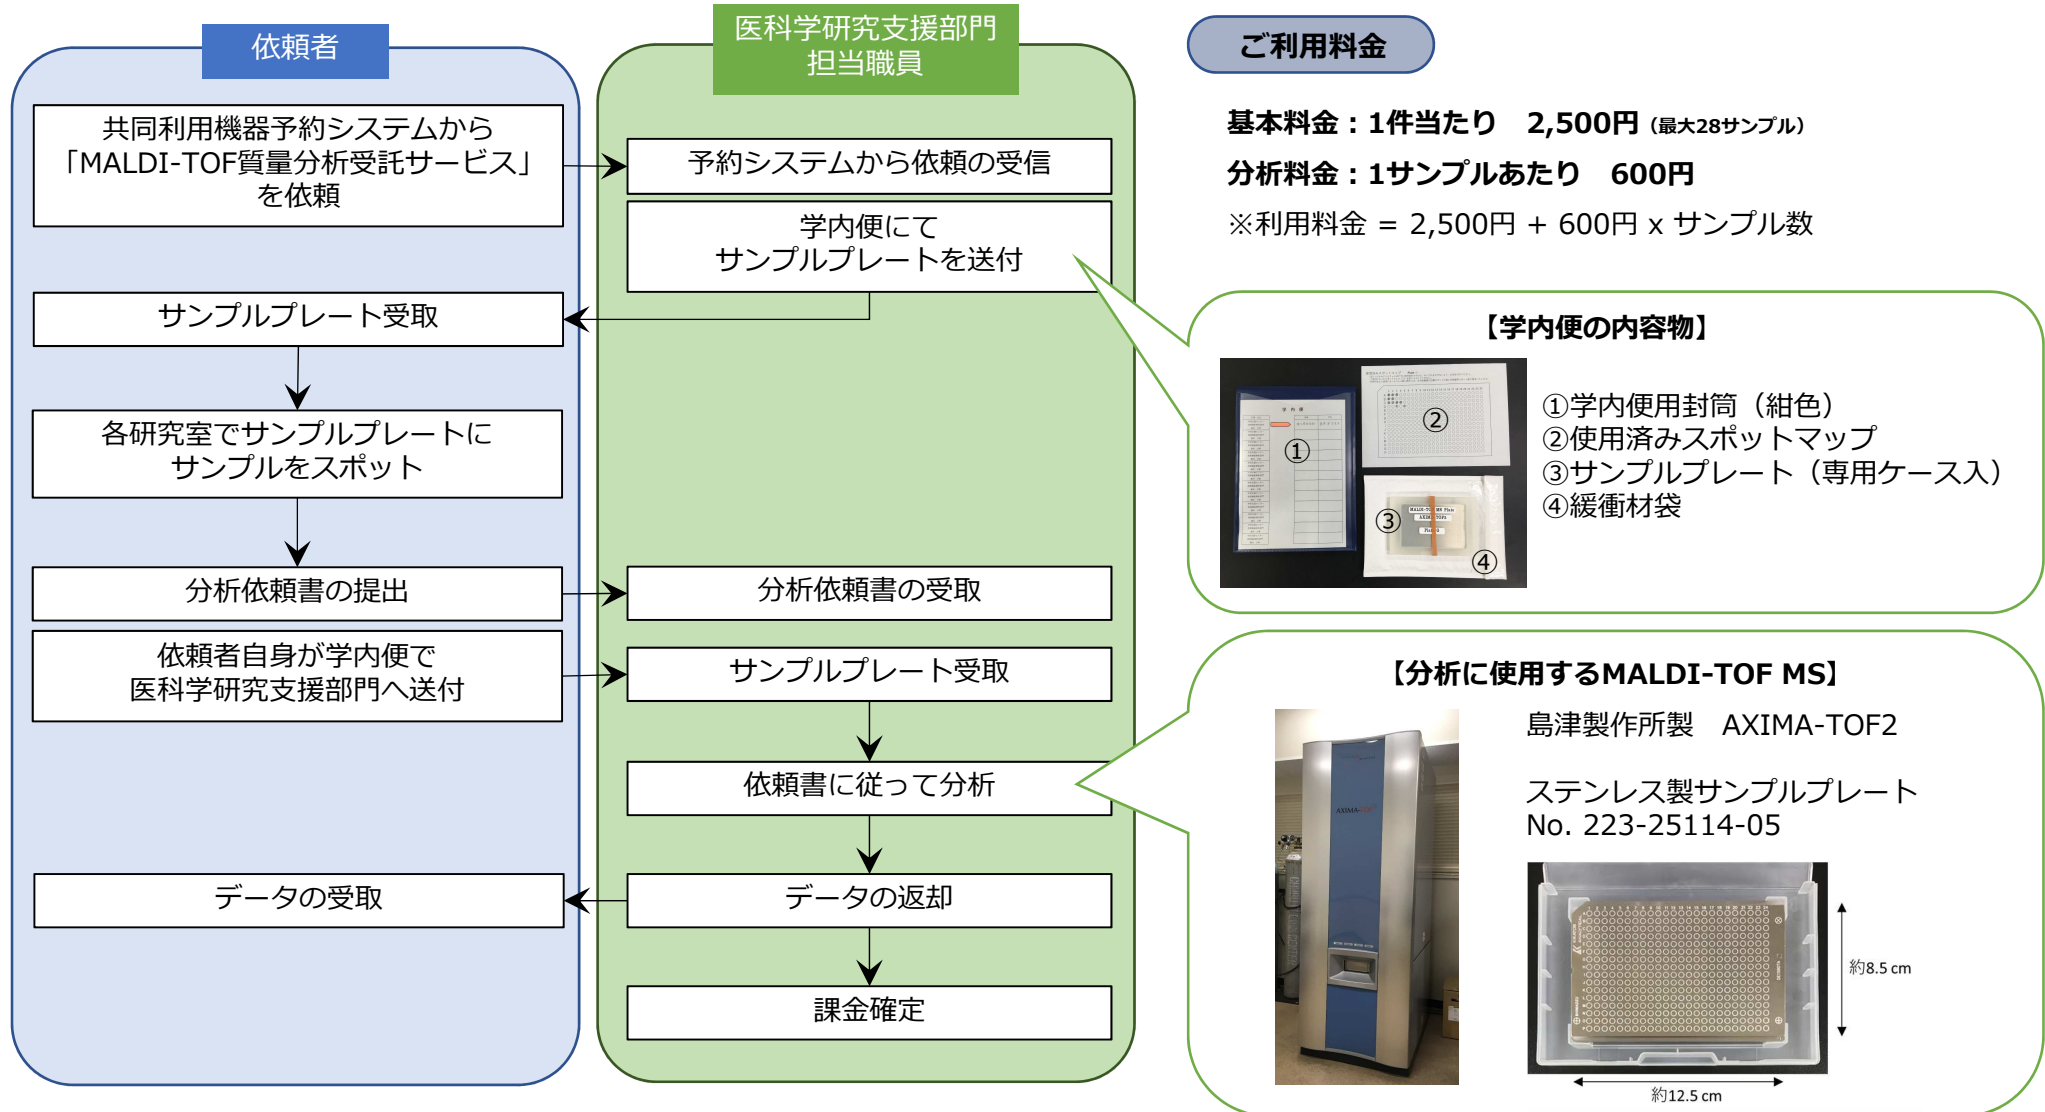 依頼者
共同利用機器予約システムから
「MALDI-TOF質量分析受託サービス」
を依頼
サンプルプレート受取
各研究室でサンプルプレートに
サンプルをスポット
分析依頼書の提出
依頼者自身が学内便で
医科学研究支援部門へ送付
データの受取
医科学研究支援部門
担当職員
予約システムから依頼の受信
学内便にて
サンプルプレートを送付
分析依頼書の受取
サンプルプレート受取
依頼書に従って分析
データの返却
課金確定
ご利用料金
基本料金：1件当たり　2,500円（最大28サンプル）
分析料金：1サンプルあたり　600円
※利用料金 = 2,500円 + 600円 x サンプル数
【学内便の内容物】
学 内 便
①
②
③
④
MALDI-TOF MS Plate
①学内便用封筒（紺色）
②使用済みスポットマップ
③サンプルプレート（専用ケース入）
④緩衝材袋
【分析に使用するMALDI-TOF MS】
島津製作所製　AXIMA-TOF2
ステンレス製サンプルプレート
No. 223-25114-05
約8.5 cm
約12.5 cm